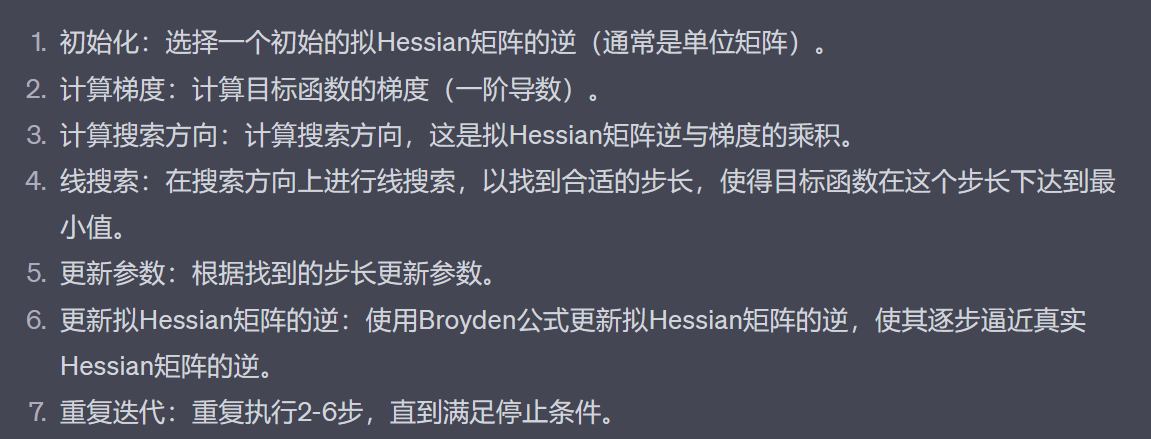 1. 初始化：选择一个初始的拟Hessian矩阵的逆（通常是单位矩阵）。
2. 计算梯度：计算目标函数的梯度（一阶导数）。
3. 计算搜索方向：计算搜索方向，这是拟Hessian矩阵逆与梯度的乘积。
4. 线搜索：在搜索方向上进行线搜索，以找到合适的步长，使得目标函数在这个步长下达到最
小值。
5. 更新参数：根据找到的步长更新参数。
6. 更新拟Hessian矩阵的逆：使用Broyden公式更新拟Hessian矩阵的逆，使其逐步逼近真实
Hessian矩阵的逆。
7. 重复迭代：重复执行2-6步，直到满足停止条件。